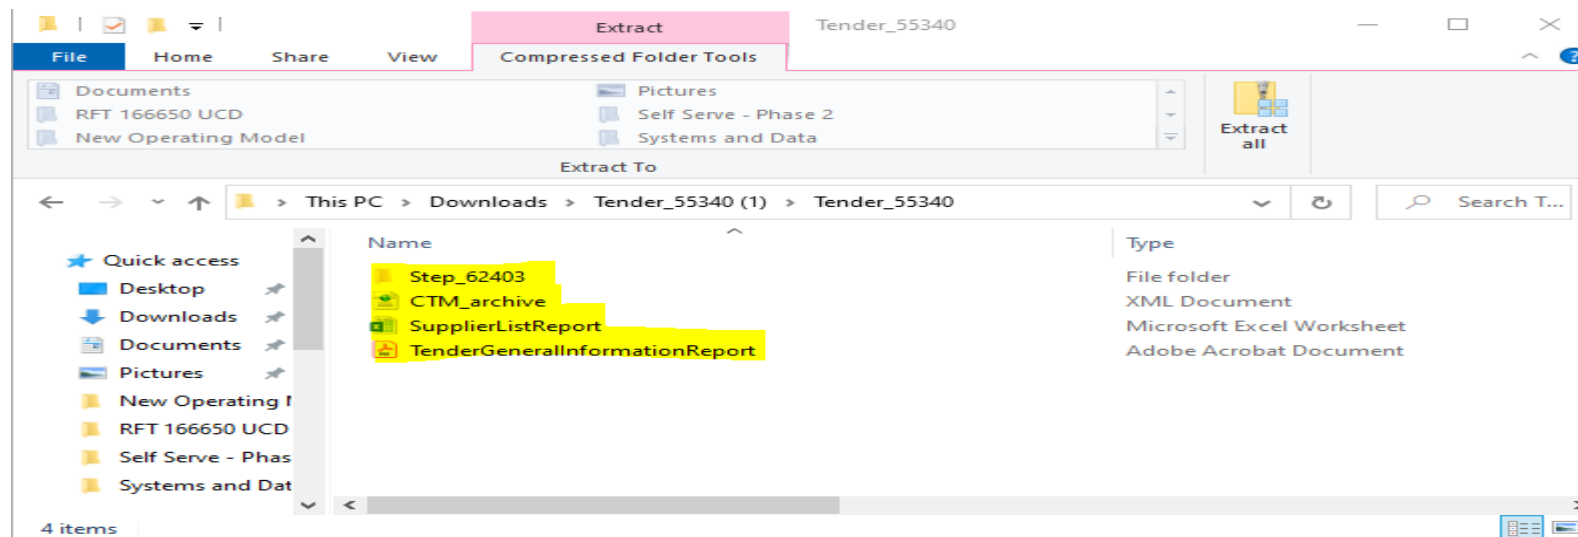 Extract Tender_55340
File Home Share View Compressed Folder Tools
Documents Pictures
RFT 166650 UCD Self Serve - Phase 2
New Operating Model Systems and Data
Extract all
Extract To
This PC > Downloads > Tender_55340 (1) > Tender_55340 Search T...
Name Type
Quick access
Step_62403 File folder
Desktop
CTM_archive XML Document
Downloads
SupplierListReport Microsoft Excel Worksheet
Documents
TenderGeneralInformationReport Adobe Acrobat Document
Pictures
New Operating
RFT 166650 UCD
Self Serve - Phas
Systems and Dat
4 items